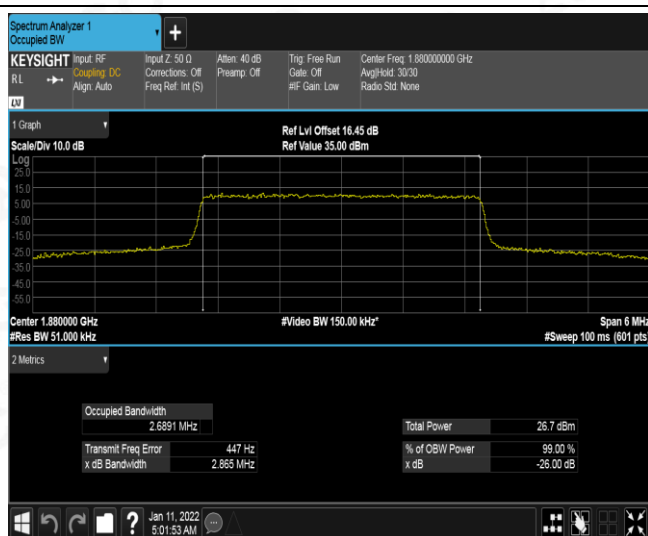 Spectrum Analyzer 1
Occupied BW
+
KEYSIGHT
RL
LXI
Input: RF
Coupling: DC
Align: Auto
Input Z: 50 Ω
Corrections: Off
Freq Ref: Int (S)
Atten: 40 dB
Preamp: Off
Trig: Free Run
Gate: Off
#IF Gain: Low
Center Freq: 1.880000000 GHz
Avg|Hold: 30/30
Radio Std: None
1 Graph
Scale/Div 10.0 dB
Ref Lvl Offset 16.45 dB
Ref Value 35.00 dBm
Log
25.0
15.0
5.00
-5.00
-15.0
-25.0
-35.0
-45.0
-55.0
Center 1.880000 GHz
#Video BW 150.00 kHz*
Span 6 MHz
#Res BW 51.000 kHz
#Sweep 100 ms (601 pts)
2 Metrics
Occupied Bandwidth
2.6891 MHz
Total Power 26.7 dBm
Transmit Freq Error 447 Hz
% of OBW Power 99.00 %
x dB Bandwidth 2.865 MHz
x dB -26.00 dB
?
Jan 11, 2022
5:01:53 AM